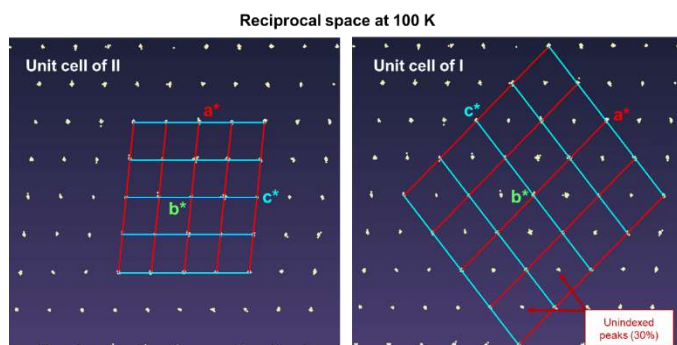 Reciprocal space at 100 K
Unit cell of II
a*
c*
b*
Unit cell of I
c*
a*
b*
Unindexed
peaks (30%)